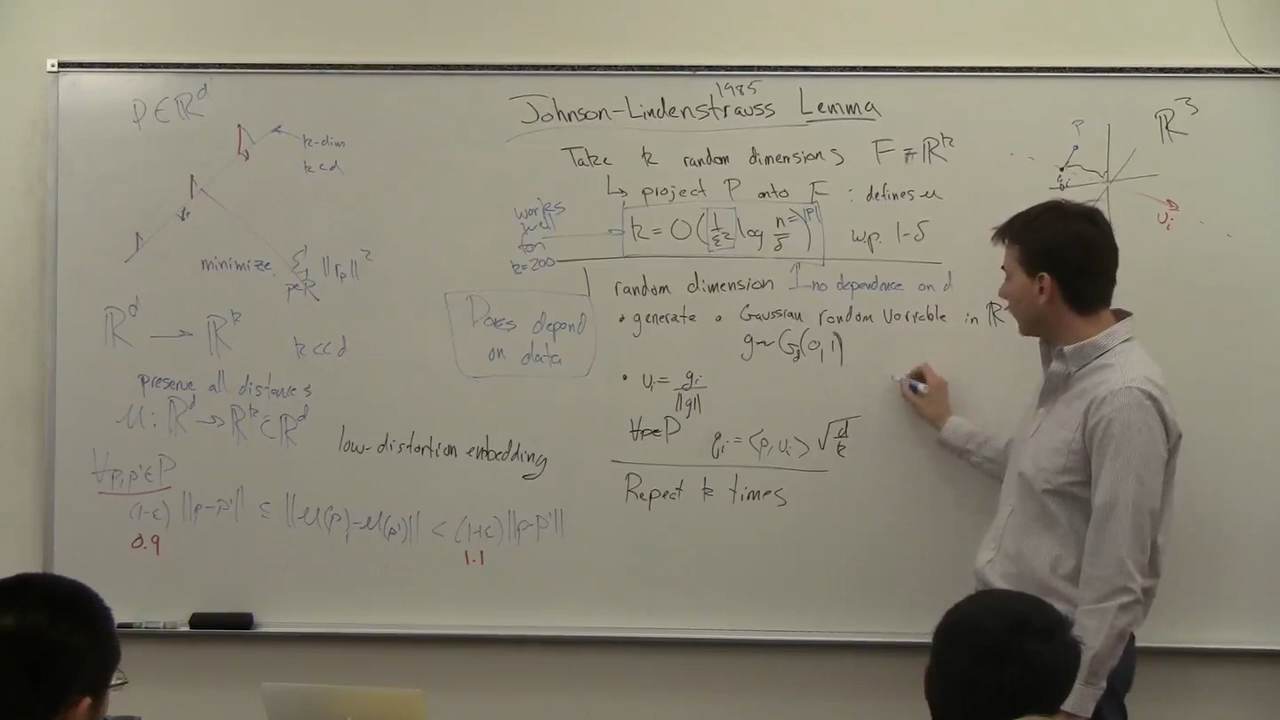 P ∈ ℝ^d
k-dim
k<d
minimize Σ_{p∈P} ||r_p||²
ℝ^d → ℝ^k k<<d
preserve all distances
μ: ℝ^d → ℝ^k ⊂ ℝ^d
low-distortion embedding
∀p,p'∈P
(1-ε) ||p-p'|| ≤ ||μ(p)-μ(p')|| < (1+ε)||p-p'||
0.9 1.1
1985
Johnson-Lindenstrauss Lemma
Take k random dimensions F = ℝ^k
↳ project P onto F : defines μ
works well for k=200
k = O(1/ε² log n/δ) n=|P| w.p. 1-δ
random dimension ↑ no dependence on d
Does depend
on data
• generate a Gaussian random variable in ℝ
g ~ G_d(0,1)
• u_i = g_i / ||g||
∀p∈P q_i = <p, u_i> √(d/k)
Repeat k times
ℝ³
P
q_i
u_i